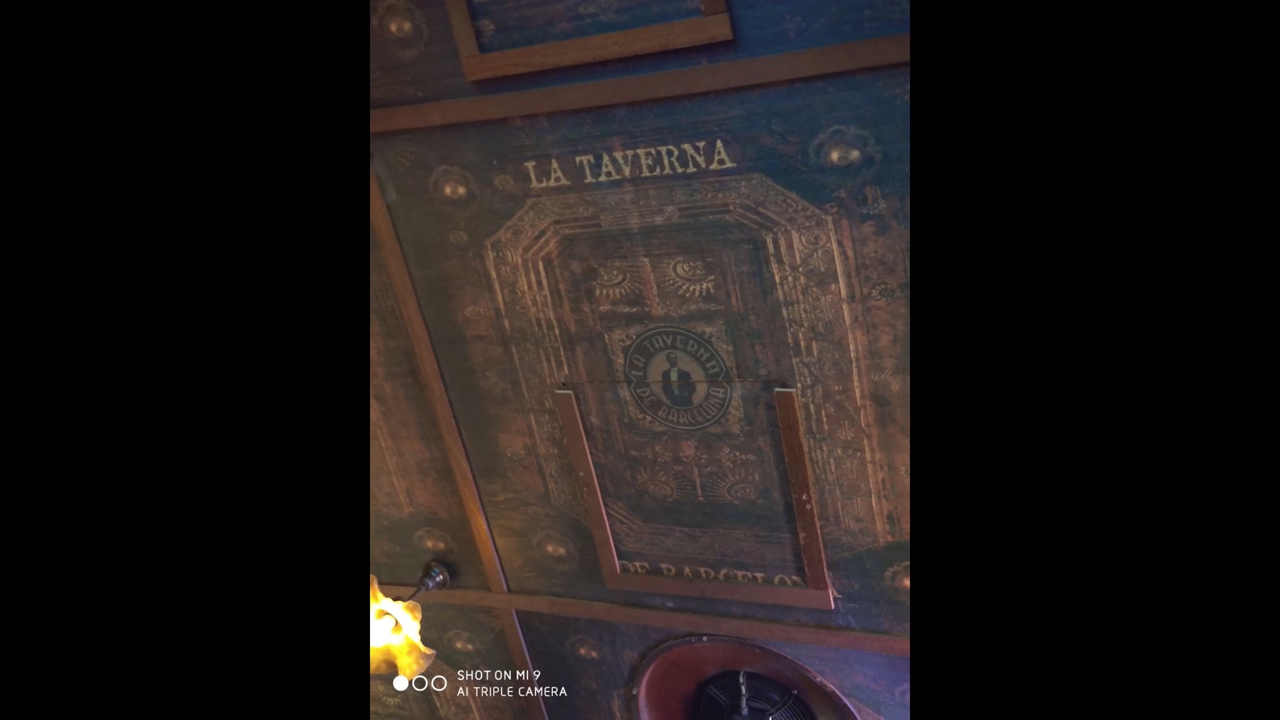 LA TAVERNA
LA TAVERNA
DE BARCELONA
DE BARCELON
SHOT ON MI 9
AI TRIPLE CAMERA